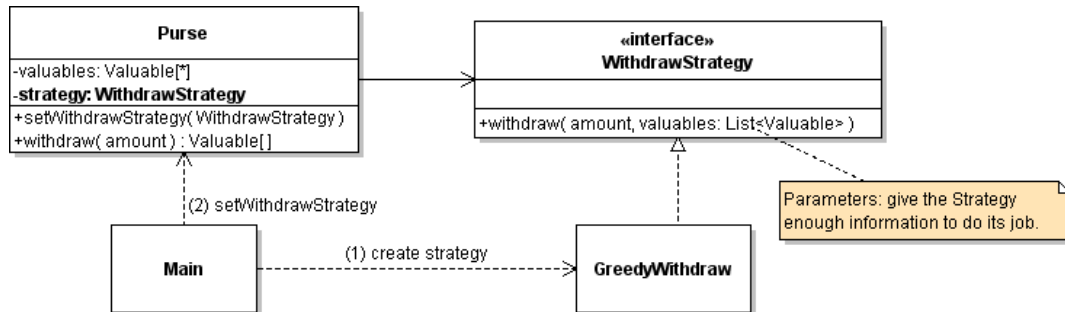 Purse
-valuables: Valuable[*]
-strategy: WithdrawStrategy
+setWithdrawStrategy( WithdrawStrategy )
+withdraw( amount ) : Valuable[ ]
«interface»
WithdrawStrategy
+withdraw( amount, valuables: List<Valuable> )
Parameters: give the Strategy
enough information to do its job.
(2) setWithdrawStrategy
Main
(1) create strategy
GreedyWithdraw